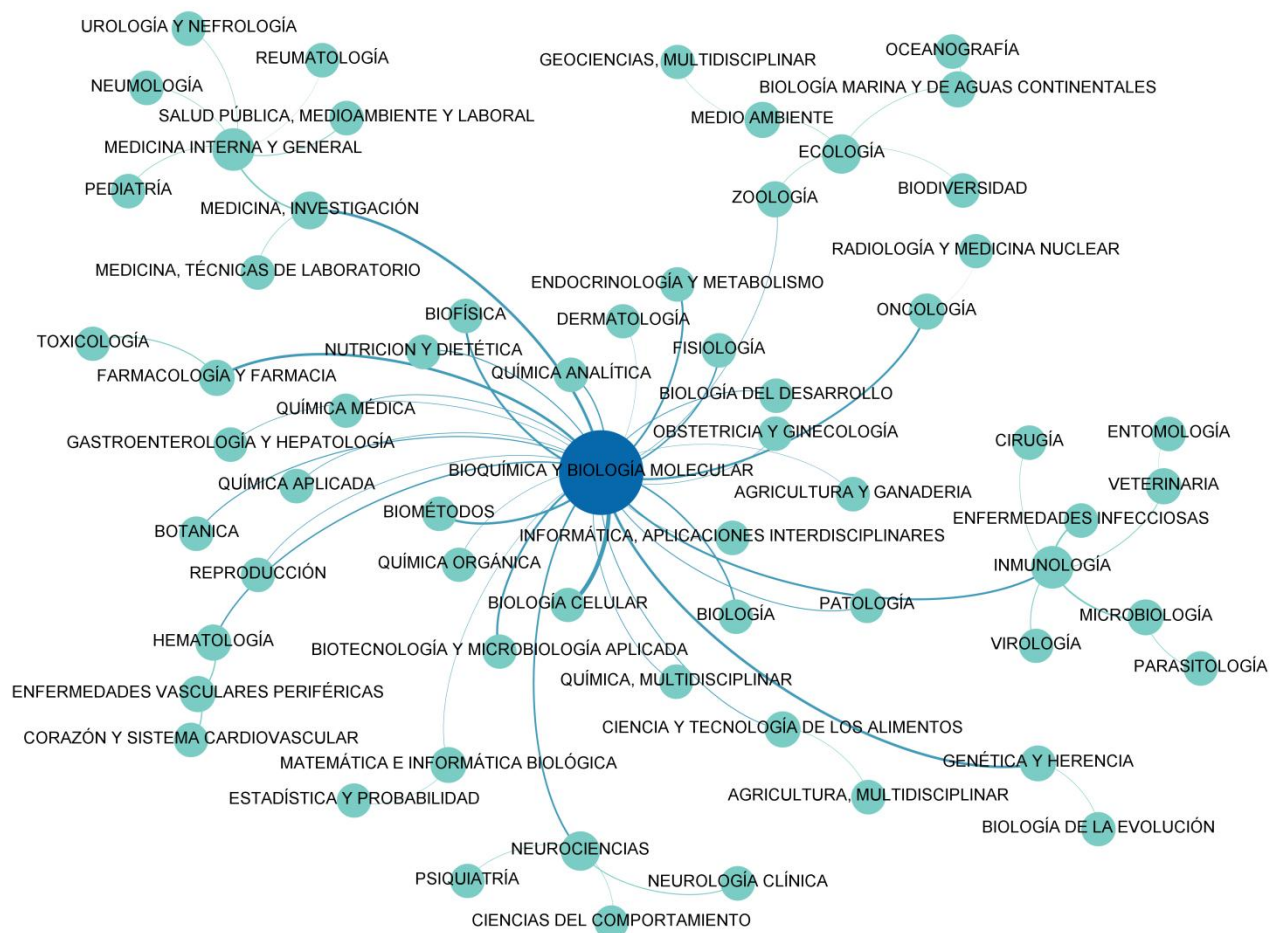 UROLOGÍA Y NEFROLOGÍA
REUMATOLOGÍA
NEUMOLOGÍA
SALUD PÚBLICA, MEDIOAMBIENTE Y LABORAL
MEDICINA INTERNA Y GENERAL
PEDIATRÍA
MEDICINA, INVESTIGACIÓN
MEDICINA, TÉCNICAS DE LABORATORIO
OCEANOGRAFÍA
GEOCIENCIAS, MULTIDISCIPLINAR
BIOLOGÍA MARINA Y DE AGUAS CONTINENTALES
MEDIO AMBIENTE
ECOLOGÍA
ZOOLOGÍA
BIODIVERSIDAD
RADIOLOGÍA Y MEDICINA NUCLEAR
ENDOCRINOLOGÍA Y METABOLISMO
ONCOLOGÍA
BIOFÍSICA
DERMATOLOGÍA
TOXICOLOGÍA
NUTRICION Y DIETÉTICA
FISIOLOGÍA
FARMACOLOGÍA Y FARMACIA
QUÍMICA ANALÍTICA
BIOLOGÍA DEL DESARROLLO
QUÍMICA MÉDICA
OBSTETRICIA Y GINECOLOGÍA
GASTROENTEROLOGÍA Y HEPATOLOGÍA
CIRUGÍA
ENTOMOLOGÍA
BIOQUÍMICA Y BIOLOGÍA MOLECULAR
QUÍMICA APLICADA
AGRICULTURA Y GANADERIA
VETERINARIA
BIOMÉTODOS
ENFERMEDADES INFECCIOSAS
BOTANICA
INFORMÁTICA, APLICACIONES INTERDISCIPLINARES
QUÍMICA ORGÁNICA
INMUNOLOGÍA
REPRODUCCIÓN
BIOLOGÍA CELULAR
BIOLOGÍA
PATOLOGÍA
MICROBIOLOGÍA
HEMATOLOGÍA
VIROLOGÍA
BIOTECNOLOGÍA Y MICROBIOLOGÍA APLICADA
PARASITOLOGÍA
QUÍMICA, MULTIDISCIPLINAR
ENFERMEDADES VASCULARES PERIFÉRICAS
CIENCIA Y TECNOLOGÍA DE LOS ALIMENTOS
CORAZÓN Y SISTEMA CARDIOVASCULAR
MATEMÁTICA E INFORMÁTICA BIOLÓGICA
GENÉTICA Y HERENCIA
ESTADÍSTICA Y PROBABILIDAD
AGRICULTURA, MULTIDISCIPLINAR
BIOLOGÍA DE LA EVOLUCIÓN
NEUROCIENCIAS
PSIQUIATRÍA
NEUROLOGÍA CLÍNICA
CIENCIAS DEL COMPORTAMIENTO